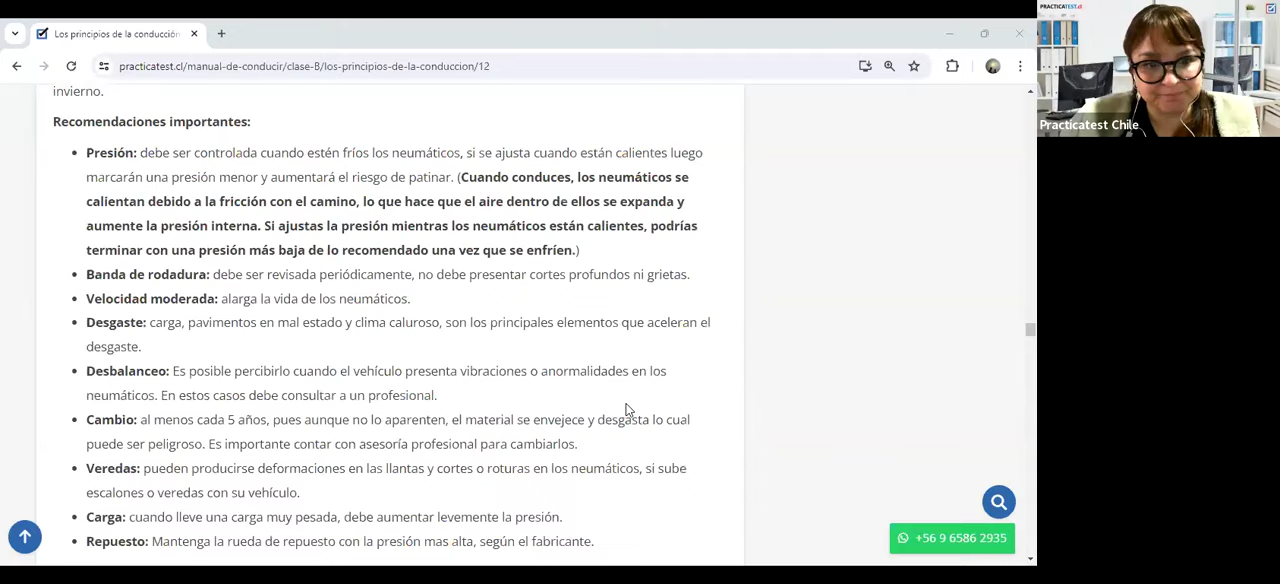 Los principios de la conducción
practicatest.cl/manual-de-conducir/clase-B/los-principios-de-la-conduccion/12
PRACTICATEST.cl
Practicatest Chile
invierno.
Recomendaciones importantes:
Presión: debe ser controlada cuando estén fríos los neumáticos, si se ajusta cuando están calientes luego
marcarán una presión menor y aumentará el riesgo de patinar. (Cuando conduces, los neumáticos se
calientan debido a la fricción con el camino, lo que hace que el aire dentro de ellos se expanda y
aumente la presión interna. Si ajustas la presión mientras los neumáticos están calientes, podrías
terminar con una presión más baja de lo recomendado una vez que se enfríen.)
Banda de rodadura: debe ser revisada periódicamente, no debe presentar cortes profundos ni grietas.
Velocidad moderada: alarga la vida de los neumáticos.
Desgaste: carga, pavimentos en mal estado y clima caluroso, son los principales elementos que aceleran el
desgaste.
Desbalanceo: Es posible percibirlo cuando el vehículo presenta vibraciones o anormalidades en los
neumáticos. En estos casos debe consultar a un profesional.
Cambio: al menos cada 5 años, pues aunque no lo aparenten, el material se envejece y desgasta lo cual
puede ser peligroso. Es importante contar con asesoría profesional para cambiarlos.
Veredas: pueden producirse deformaciones en las llantas y cortes o roturas en los neumáticos, si sube
escalones o veredas con su vehículo.
Carga: cuando lleve una carga muy pesada, debe aumentar levemente la presión.
Repuesto: Mantenga la rueda de repuesto con la presión mas alta, según el fabricante.
+56 9 6586 2935